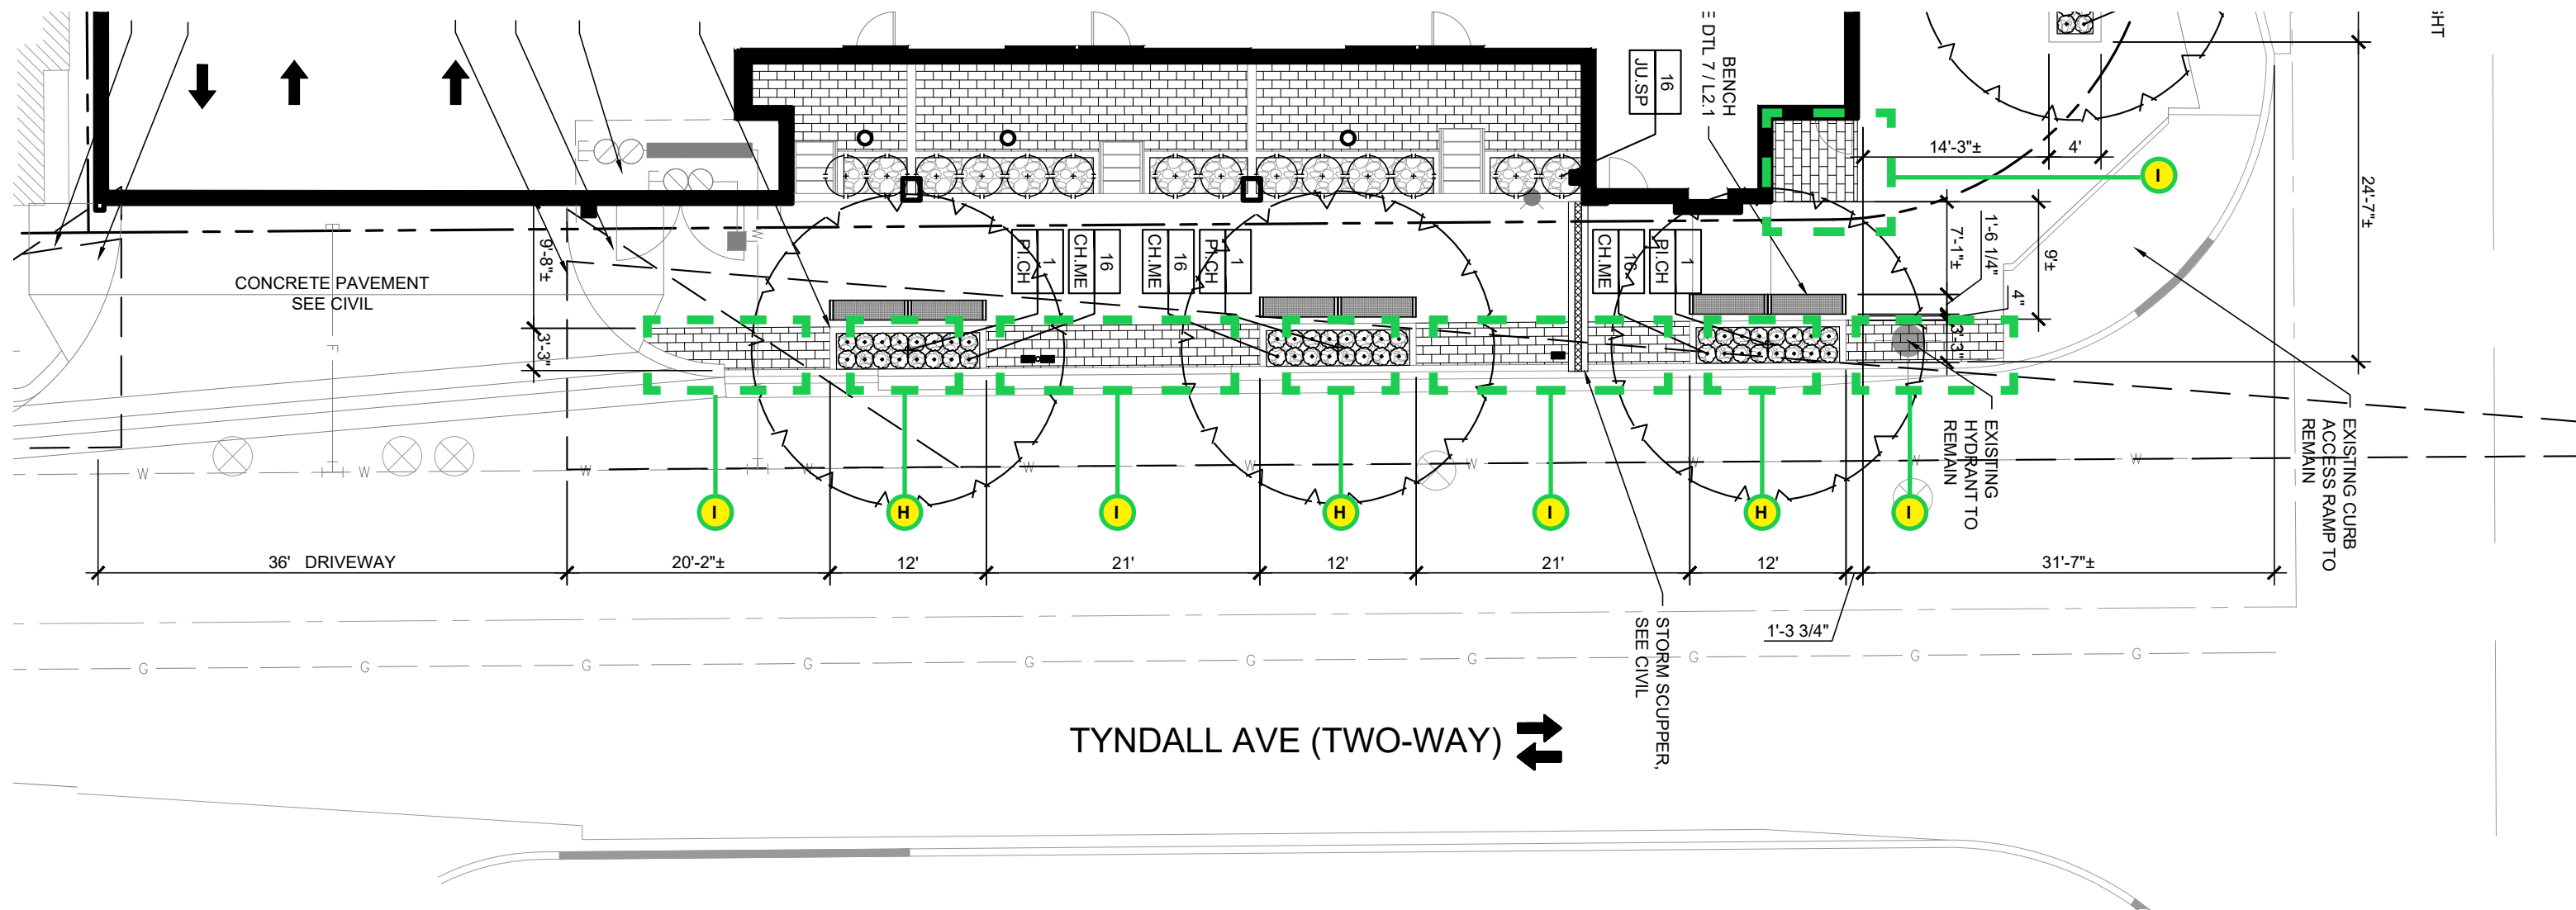 HT
16
JU.SP
BENCH
E DTL 7 / L2.1
14'-3"±
4'
I
24'-7"±
1'-6 1/4"
7'-1"±
9'±
4"
3'-3"
9'-8"±
3'-3"
CONCRETE PAVEMENT
SEE CIVIL
1
PI.CH
16
CH.ME
16
CH.ME
1
PI.CH
16
CH.ME
1
PI.CH
EXISTING
HYDRANT TO
REMAIN
EXISTING CURB
ACCESS RAMP TO
REMAIN
W
W
F
W
W
W
W
W
W
W
W
W
I
H
I
H
I
H
I
36' DRIVEWAY
20'-2"±
12'
21'
12'
21'
12'
31'-7"±
1'-3 3/4"
STORM SCUPPER,
SEE CIVIL
G
G
G
G
G
G
G
G
G
G
TYNDALL AVE (TWO-WAY)